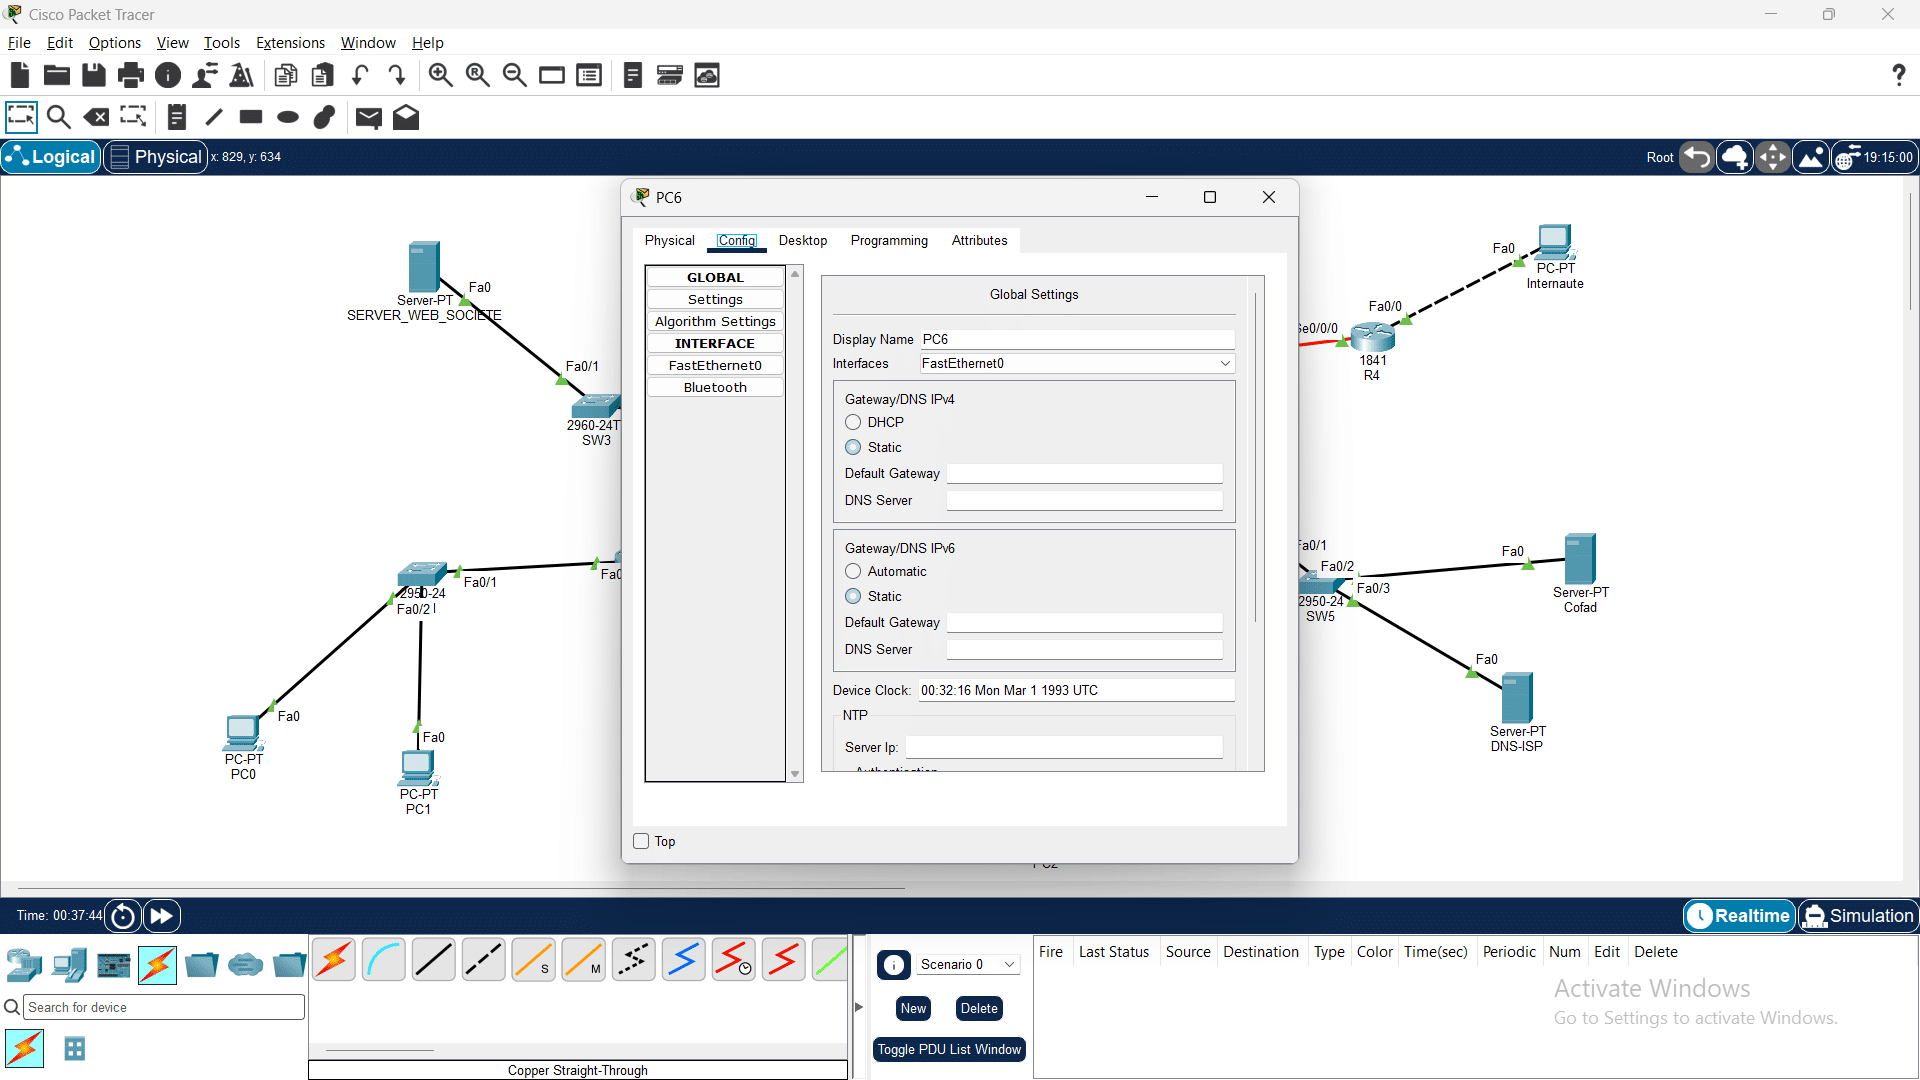 Cisco Packet Tracer
File Edit Options View Tools Extensions Window Help
Logical Physical x: 829, y: 634 Root 19:15:00
Fa0
Server-PT
SERVER_WEB_SOCIETE
Fa0/1
2960-24T
SW3
Fa0/1
2950-24
Fa0/2
Fa0
PC-PT
PC0
Fa0
PC-PT
PC1
PC6
Physical Config Desktop Programming Attributes
GLOBAL
Settings
Algorithm Settings
INTERFACE
FastEthernet0
Bluetooth
Global Settings
Display Name PC6
Interfaces FastEthernet0
Gateway/DNS IPv4
DHCP
Static
Default Gateway
DNS Server
Gateway/DNS IPv6
Automatic
Static
Default Gateway
DNS Server
Device Clock: 00:32:16 Mon Mar 1 1993 UTC
NTP
Server Ip:
Authentication
Top
Fa0
PC-PT
Internaute
Fa0/0
Se0/0/0
1841
R4
Fa0/1
Fa0/2
Fa0/3
2950-24
SW5
Fa0
Server-PT
Cofad
Fa0
Server-PT
DNS-ISP
PC2
Time: 00:37:44 Realtime Simulation
S M
Search for device
Copper Straight-Through
Scenario 0
New Delete
Toggle PDU List Window
Fire Last Status Source Destination Type Color Time(sec) Periodic Num Edit Delete
Activate Windows
Go to Settings to activate Windows.